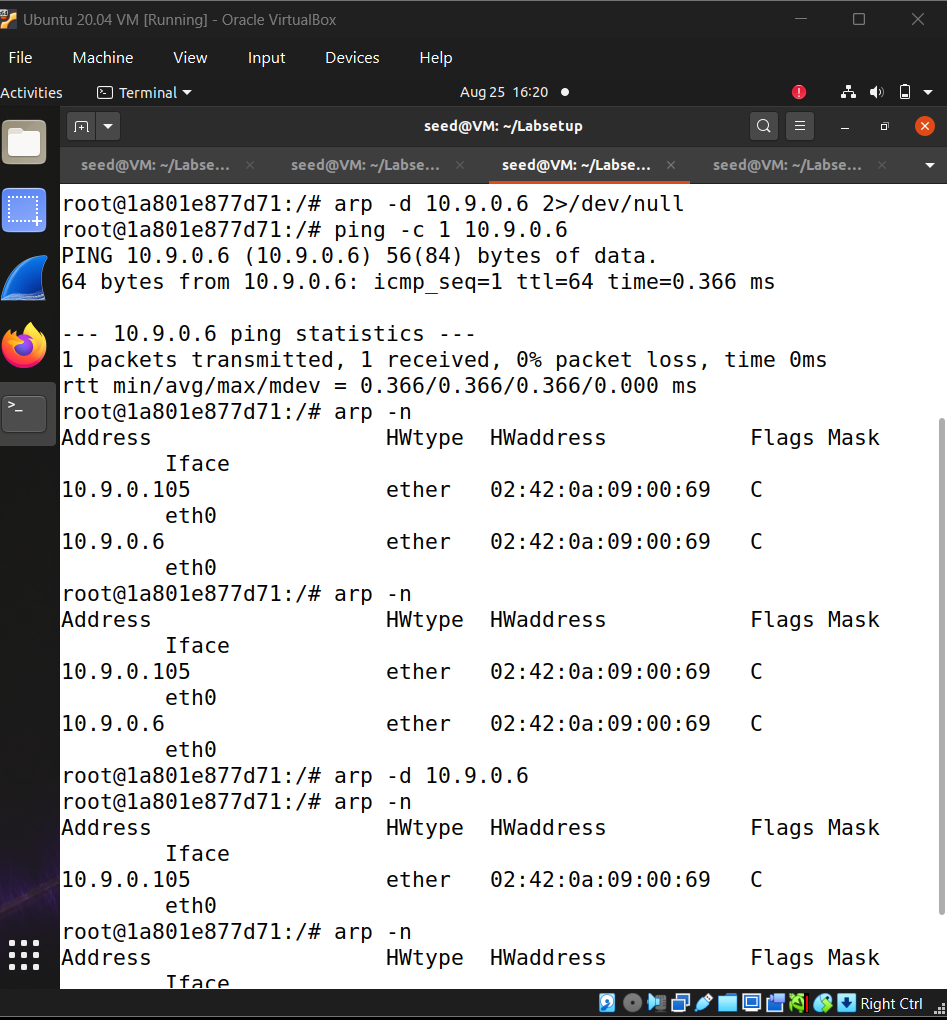 Ubuntu 20.04 VM [Running] - Oracle VirtualBox
File Machine View Input Devices Help
Activities Terminal Aug 25 16:20
seed@VM: ~/Labsetup
seed@VM: ~/Labse... seed@VM: ~/Labse... seed@VM: ~/Labse... seed@VM: ~/Labse...
root@1a801e877d71:/# arp -d 10.9.0.6 2>/dev/null
root@1a801e877d71:/# ping -c 1 10.9.0.6
PING 10.9.0.6 (10.9.0.6) 56(84) bytes of data.
64 bytes from 10.9.0.6: icmp_seq=1 ttl=64 time=0.366 ms
--- 10.9.0.6 ping statistics ---
1 packets transmitted, 1 received, 0% packet loss, time 0ms
rtt min/avg/max/mdev = 0.366/0.366/0.366/0.000 ms
root@1a801e877d71:/# arp -n
Address HWtype HWaddress Flags Mask
Iface
10.9.0.105 ether 02:42:0a:09:00:69 C
eth0
10.9.0.6 ether 02:42:0a:09:00:69 C
eth0
root@1a801e877d71:/# arp -n
Address HWtype HWaddress Flags Mask
Iface
10.9.0.105 ether 02:42:0a:09:00:69 C
eth0
10.9.0.6 ether 02:42:0a:09:00:69 C
eth0
root@1a801e877d71:/# arp -d 10.9.0.6
root@1a801e877d71:/# arp -n
Address HWtype HWaddress Flags Mask
Iface
10.9.0.105 ether 02:42:0a:09:00:69 C
eth0
root@1a801e877d71:/# arp -n
Address HWtype HWaddress Flags Mask
Iface
Right Ctrl